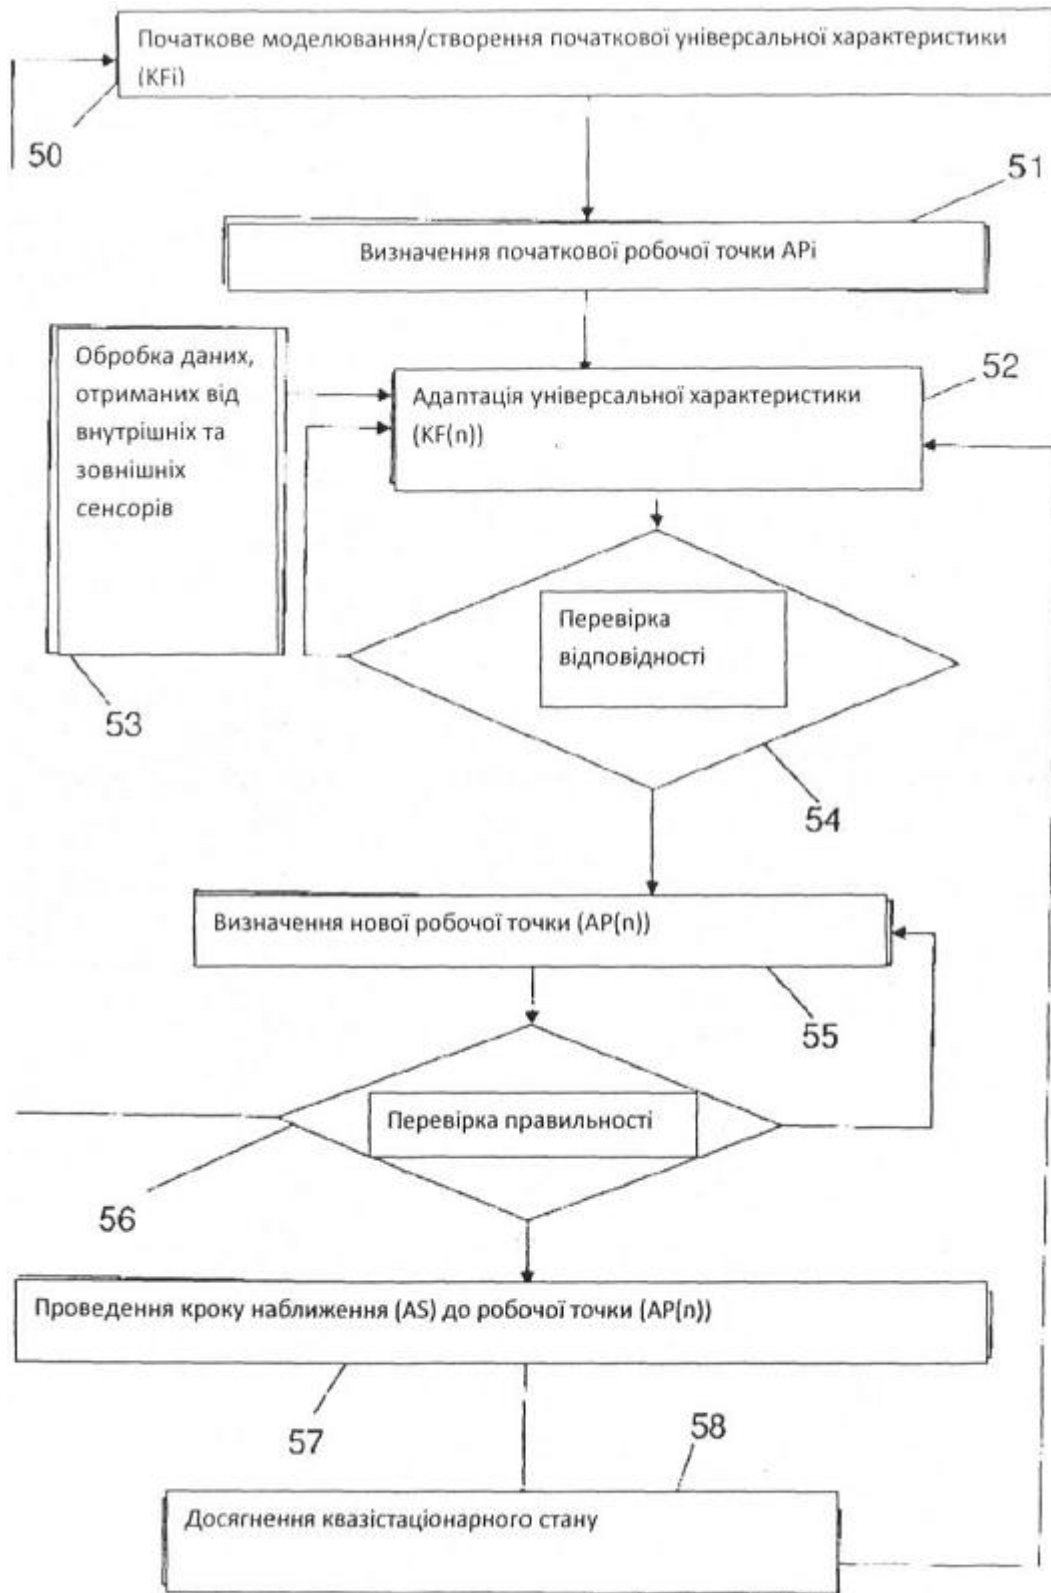 Початкове моделювання/створення початкової універсальної характеристики
(KFi)
50
51
Визначення початкової робочої точки APi
Обробка даних,
отриманих від
внутрішніх та
зовнішніх
сенсорів
53
52
Адаптація універсальної характеристики
(KF(n))
Перевірка
відповідності
54
Визначення нової робочої точки (AP(n))
55
Перевірка правильності
56
Проведення кроку наближення (AS) до робочої точки (AP(n))
57
58
Досягнення квазістаціонарного стану